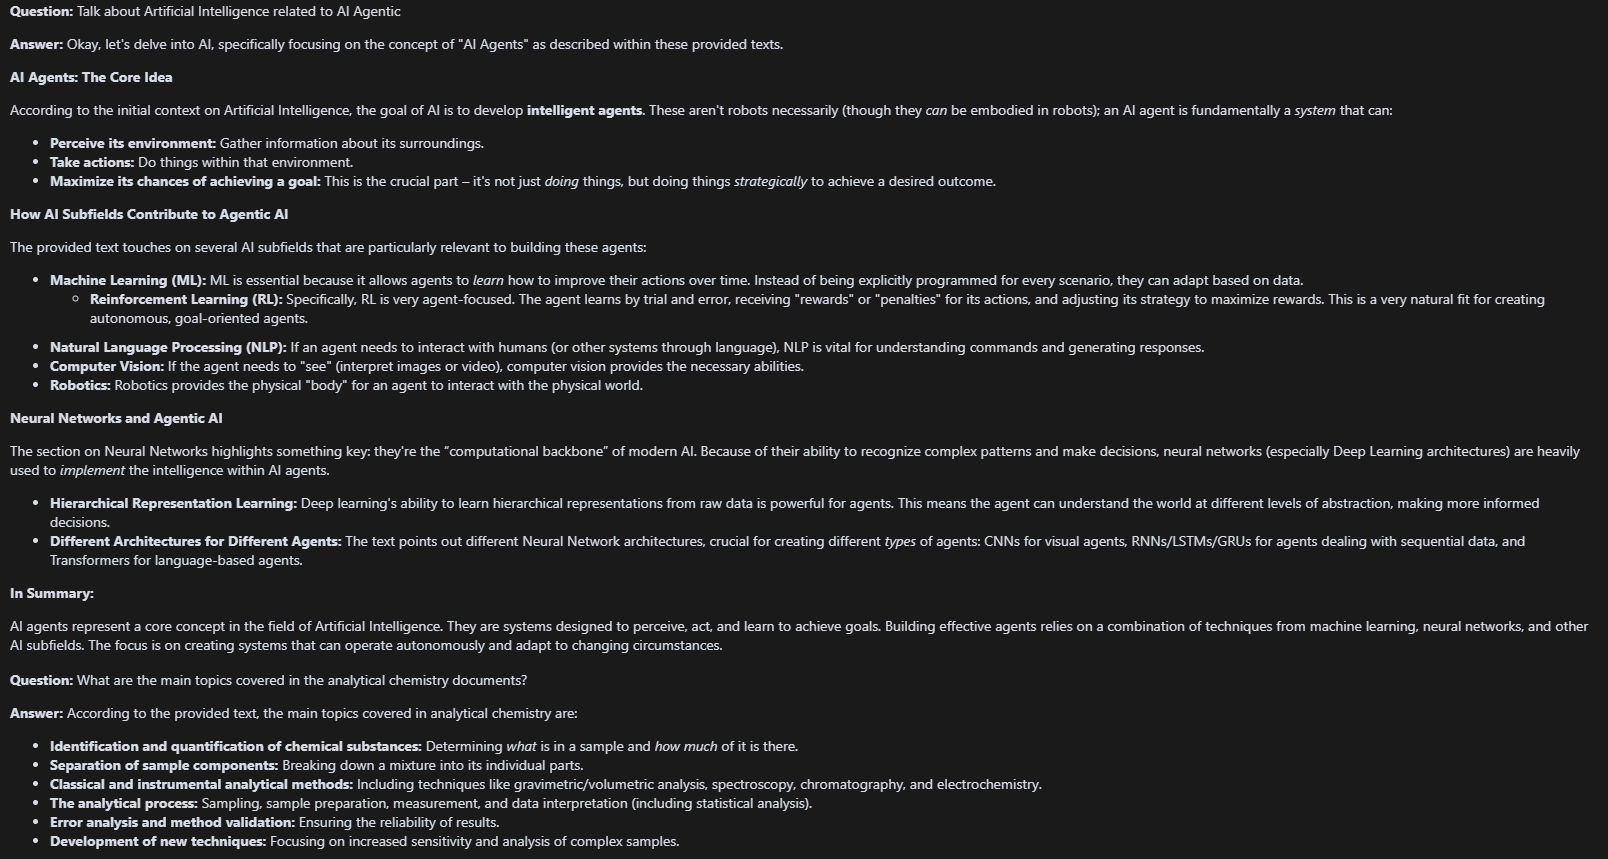 Question: Talk about Artificial Intelligence related to AI Agentic
Answer: Okay, let's delve into AI, specifically focusing on the concept of "AI Agents" as described within these provided texts.
AI Agents: The Core Idea
According to the initial context on Artificial Intelligence, the goal of AI is to develop intelligent agents. These aren't robots necessarily (though they can be embodied in robots); an AI agent is fundamentally a system that can:
• Perceive its environment: Gather information about its surroundings.
• Take actions: Do things within that environment.
• Maximize its chances of achieving a goal: This is the crucial part – it's not just doing things, but doing things strategically to achieve a desired outcome.
How AI Subfields Contribute to Agentic AI
The provided text touches on several AI subfields that are particularly relevant to building these agents:
• Machine Learning (ML): ML is essential because it allows agents to learn how to improve their actions over time. Instead of being explicitly programmed for every scenario, they can adapt based on data.
◦ Reinforcement Learning (RL): Specifically, RL is very agent-focused. The agent learns by trial and error, receiving "rewards" or "penalties" for its actions, and adjusting its strategy to maximize rewards. This is a very natural fit for creating
autonomous, goal-oriented agents.
• Natural Language Processing (NLP): If an agent needs to interact with humans (or other systems through language), NLP is vital for understanding commands and generating responses.
• Computer Vision: If the agent needs to "see" (interpret images or video), computer vision provides the necessary abilities.
• Robotics: Robotics provides the physical "body" for an agent to interact with the physical world.
Neural Networks and Agentic AI
The section on Neural Networks highlights something key: they're the “computational backbone” of modern AI. Because of their ability to recognize complex patterns and make decisions, neural networks (especially Deep Learning architectures) are heavily
used to implement the intelligence within AI agents.
• Hierarchical Representation Learning: Deep learning's ability to learn hierarchical representations from raw data is powerful for agents. This means the agent can understand the world at different levels of abstraction, making more informed
decisions.
• Different Architectures for Different Agents: The text points out different Neural Network architectures, crucial for creating different types of agents: CNNs for visual agents, RNNs/LSTMs/GRUs for agents dealing with sequential data, and
Transformers for language-based agents.
In Summary:
AI agents represent a core concept in the field of Artificial Intelligence. They are systems designed to perceive, act, and learn to achieve goals. Building effective agents relies on a combination of techniques from machine learning, neural networks, and other
AI subfields. The focus is on creating systems that can operate autonomously and adapt to changing circumstances.
Question: What are the main topics covered in the analytical chemistry documents?
Answer: According to the provided text, the main topics covered in analytical chemistry are:
• Identification and quantification of chemical substances: Determining what is in a sample and how much of it is there.
• Separation of sample components: Breaking down a mixture into its individual parts.
• Classical and instrumental analytical methods: Including techniques like gravimetric/volumetric analysis, spectroscopy, chromatography, and electrochemistry.
• The analytical process: Sampling, sample preparation, measurement, and data interpretation (including statistical analysis).
• Error analysis and method validation: Ensuring the reliability of results.
• Development of new techniques: Focusing on increased sensitivity and analysis of complex samples.